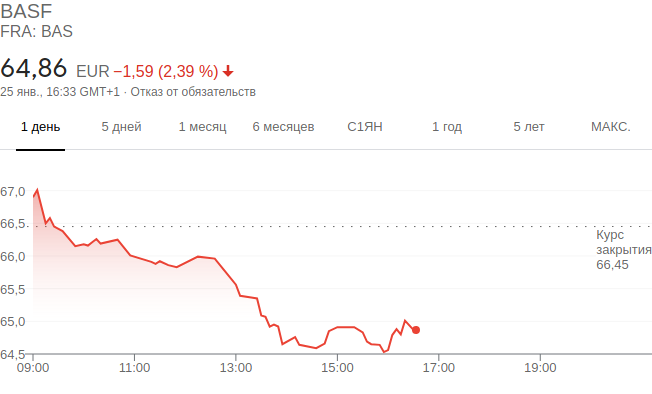 BASF
FRA: BAS
64,86 EUR −1,59 (2,39 %)
25 янв., 16:33 GMT+1 · Отказ от обязательств
1 день 5 дней 1 месяц 6 месяцев С1ЯН 1 год 5 лет МАКС.
67,0
66,5
Курс
закрытия
66,45
66,0
65,5
65,0
64,5
09:00 11:00 13:00 15:00 17:00 19:00